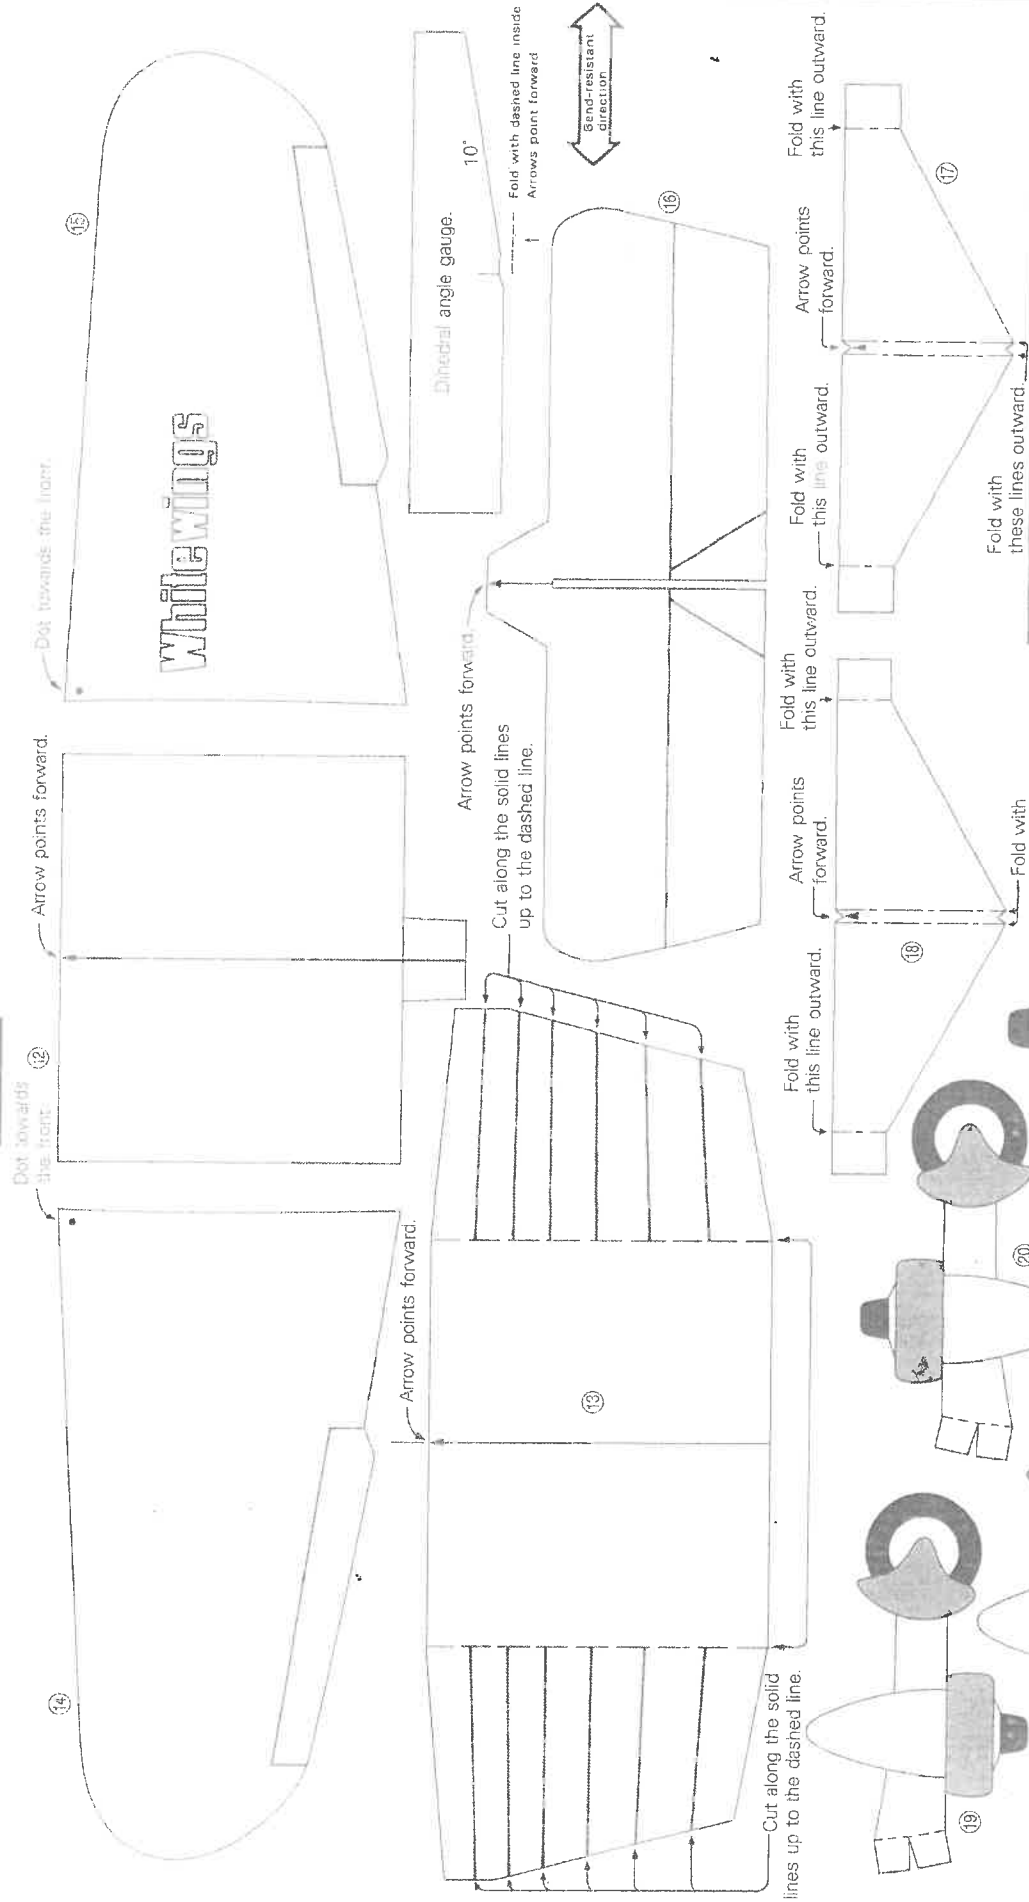 Dot towards
the front.
⑫
Arrow points forward.
Dot towards the front.
⑮
⑭
White wings
Dihedral angle gauge.
10°
Fold with dashed line inside
Arrows point forward
Bend-resistant
direction
Arrow points forward.
⑬
Cut along the solid lines
up to the dashed line.
Arrow points forward.
⑯
Cut along the solid
lines up to the dashed line.
Fold with
this line outward.
Arrow points
forward.
Fold with
this line outward.
⑱
Fold with
Fold with
this line outward.
Arrow points
forward.
Fold with
this line outward.
⑰
Fold with
these lines outward.
⑲
⑳